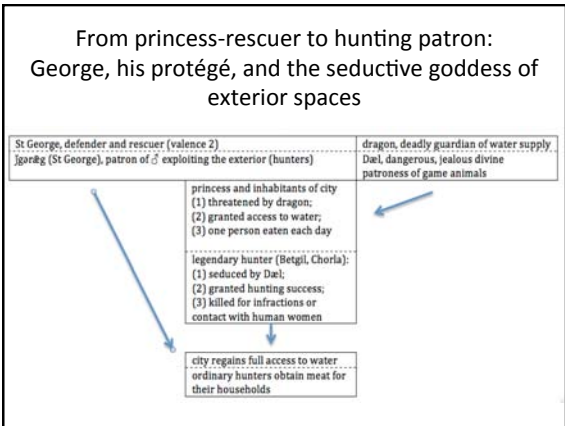 From princess-rescuer to hunting patron:
George, his protégé, and the seductive goddess of
exterior spaces
St George, defender and rescuer (valence 2)
ǰgərǣg (St George), patron of ♂ exploiting the exterior (hunters)
dragon, deadly guardian of water supply
Dæl, dangerous, jealous divine
patroness of game animals
princess and inhabitants of city
(1) threatened by dragon;
(2) granted access to water;
(3) one person eaten each day
legendary hunter (Betgil, Chorla):
(1) seduced by Dæl;
(2) granted hunting success;
(3) killed for infractions or
contact with human women
city regains full access to water
ordinary hunters obtain meat for
their households